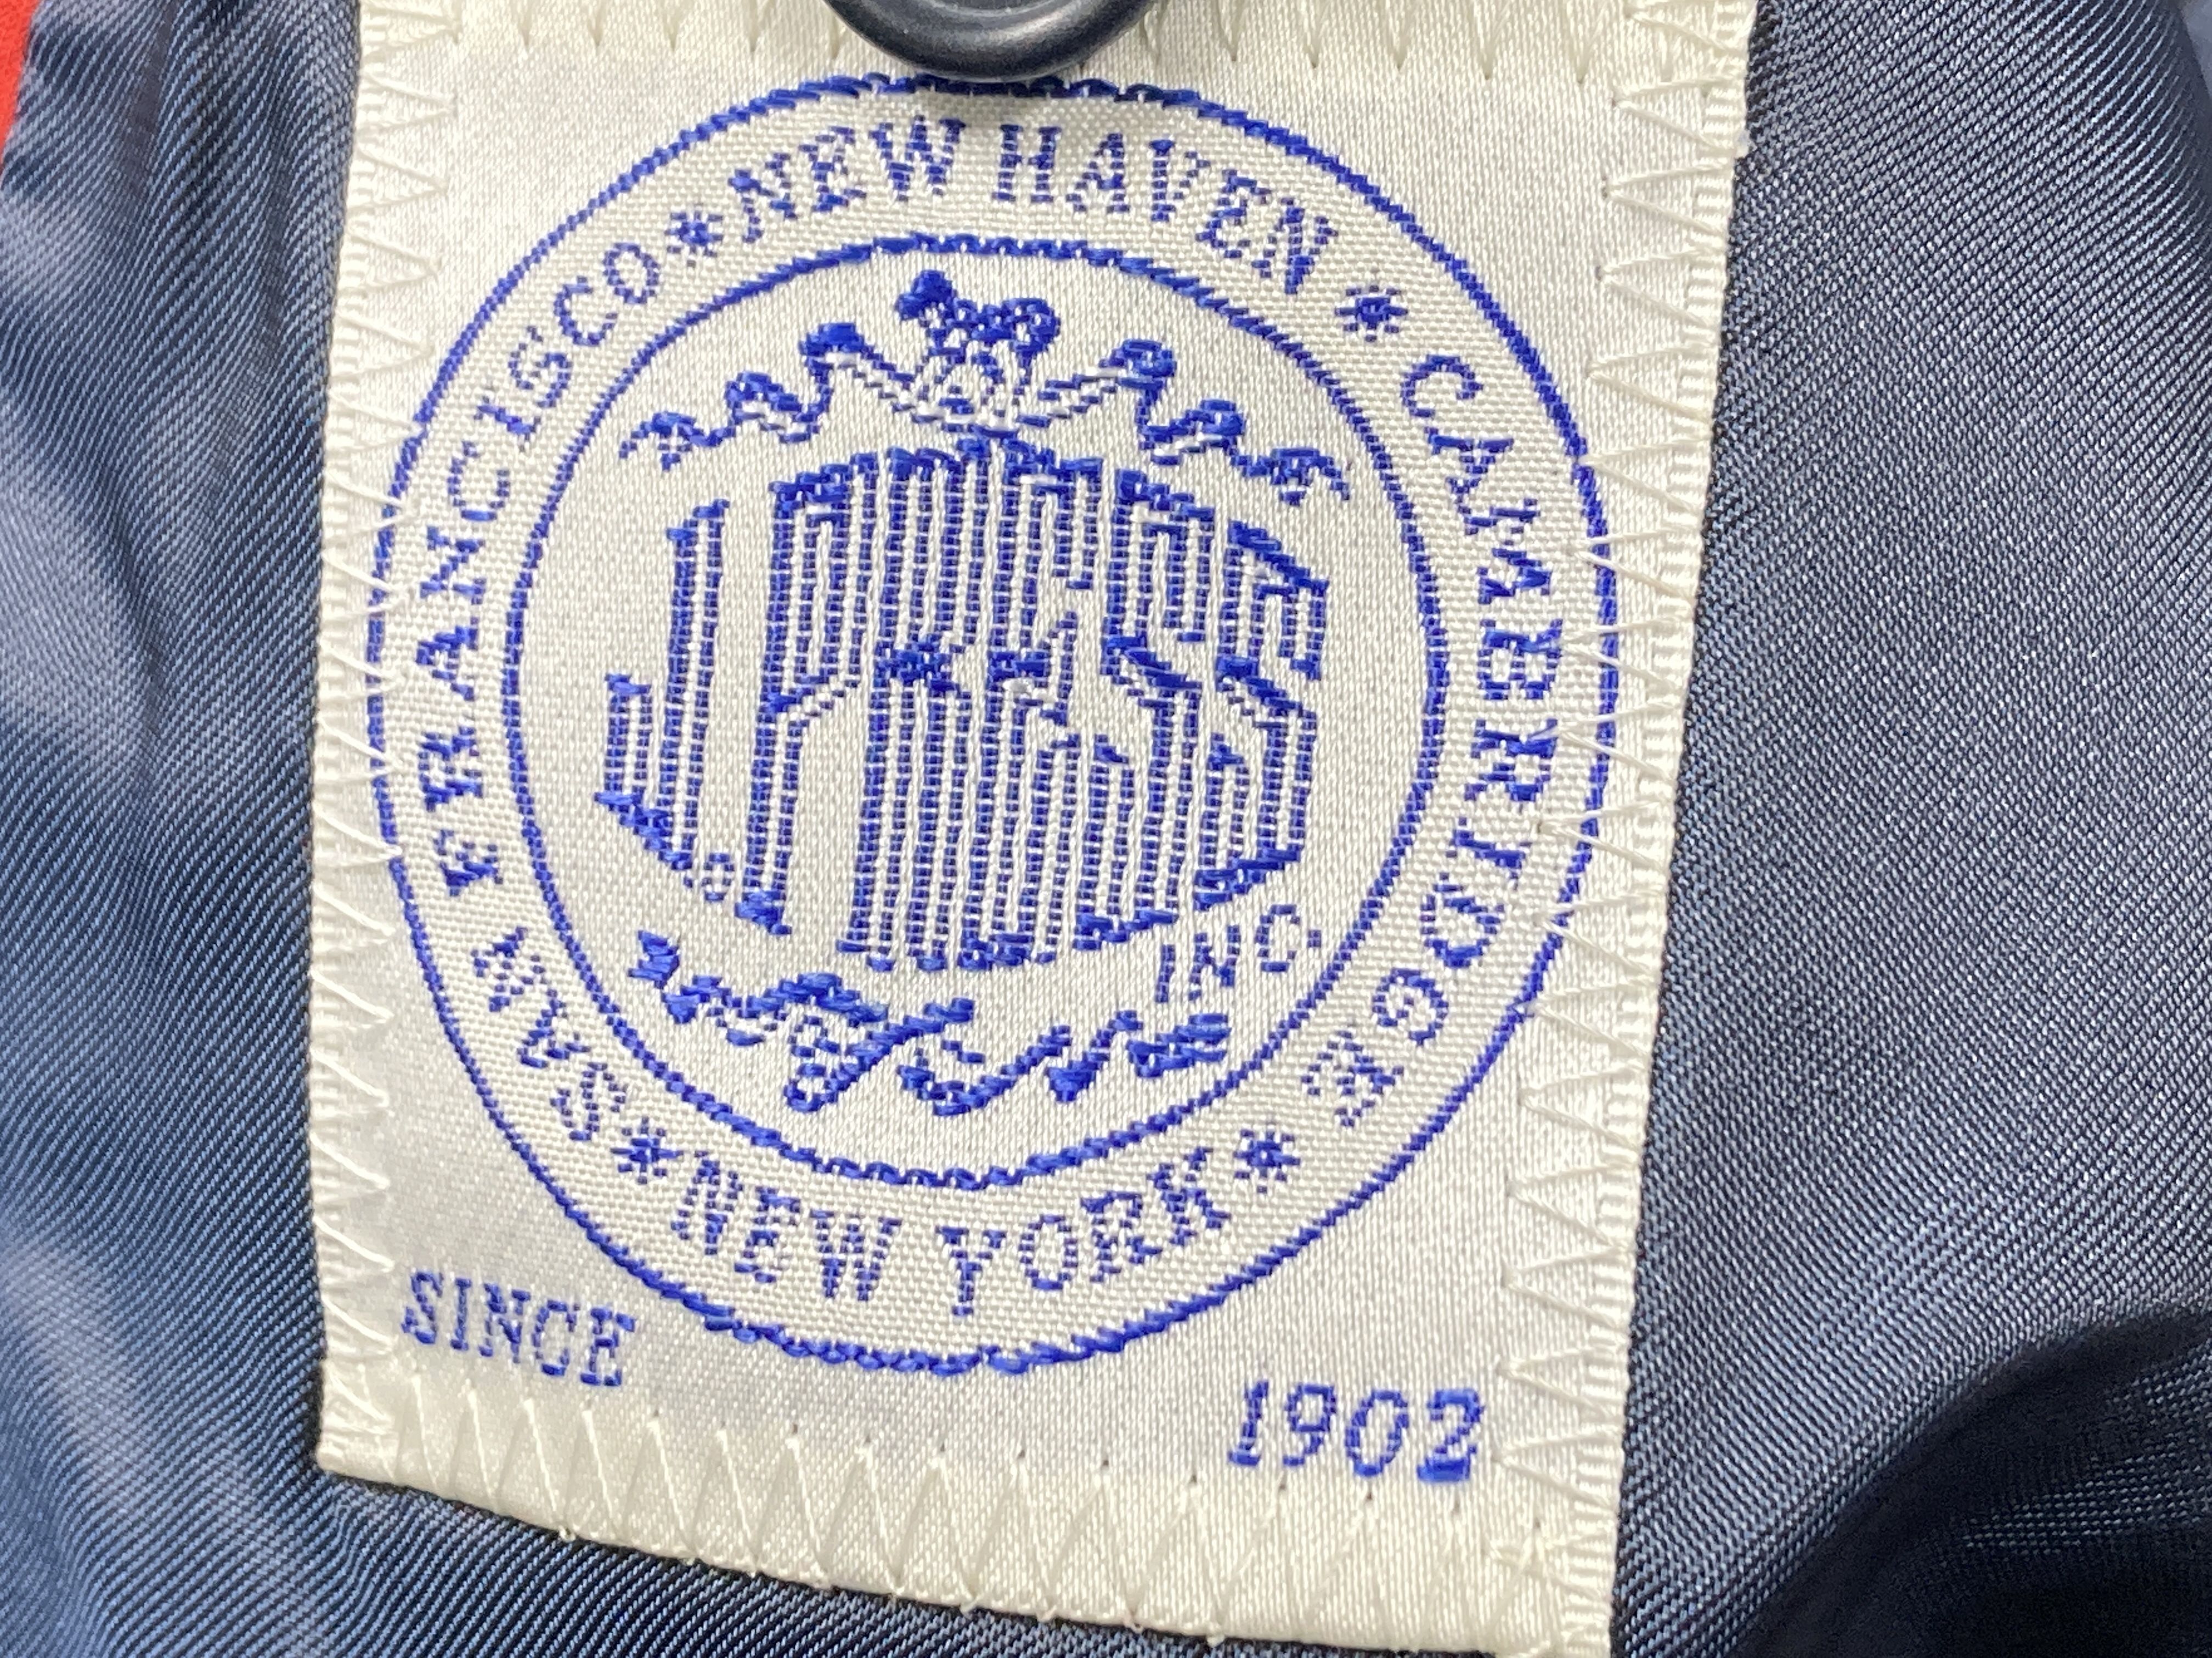 NEW HAVEN * CAMBRIDGE * NEW YORK * SAN FRANCISCO *
J. PRESS
INC
SINCE 1902